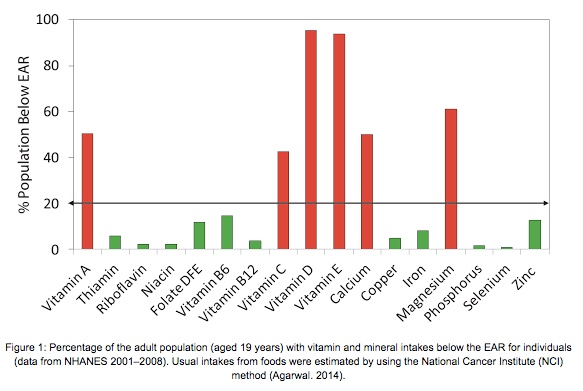 100
80
60
40
20
0
% Population Below EAR
Vitamin A
Thiamin
Riboflavin
Niacin
Folate DFE
Vitamin B6
Vitamin B12
Vitamin C
Vitamin D
Vitamin E
Calcium
Copper
Iron
Magnesium
Phosphorus
Selenium
Zinc
Figure 1: Percentage of the adult population (aged 19 years) with vitamin and mineral intakes below the EAR for individuals
(data from NHANES 2001–2008). Usual intakes from foods were estimated by using the National Cancer Institute (NCI)
method (Agarwal. 2014).